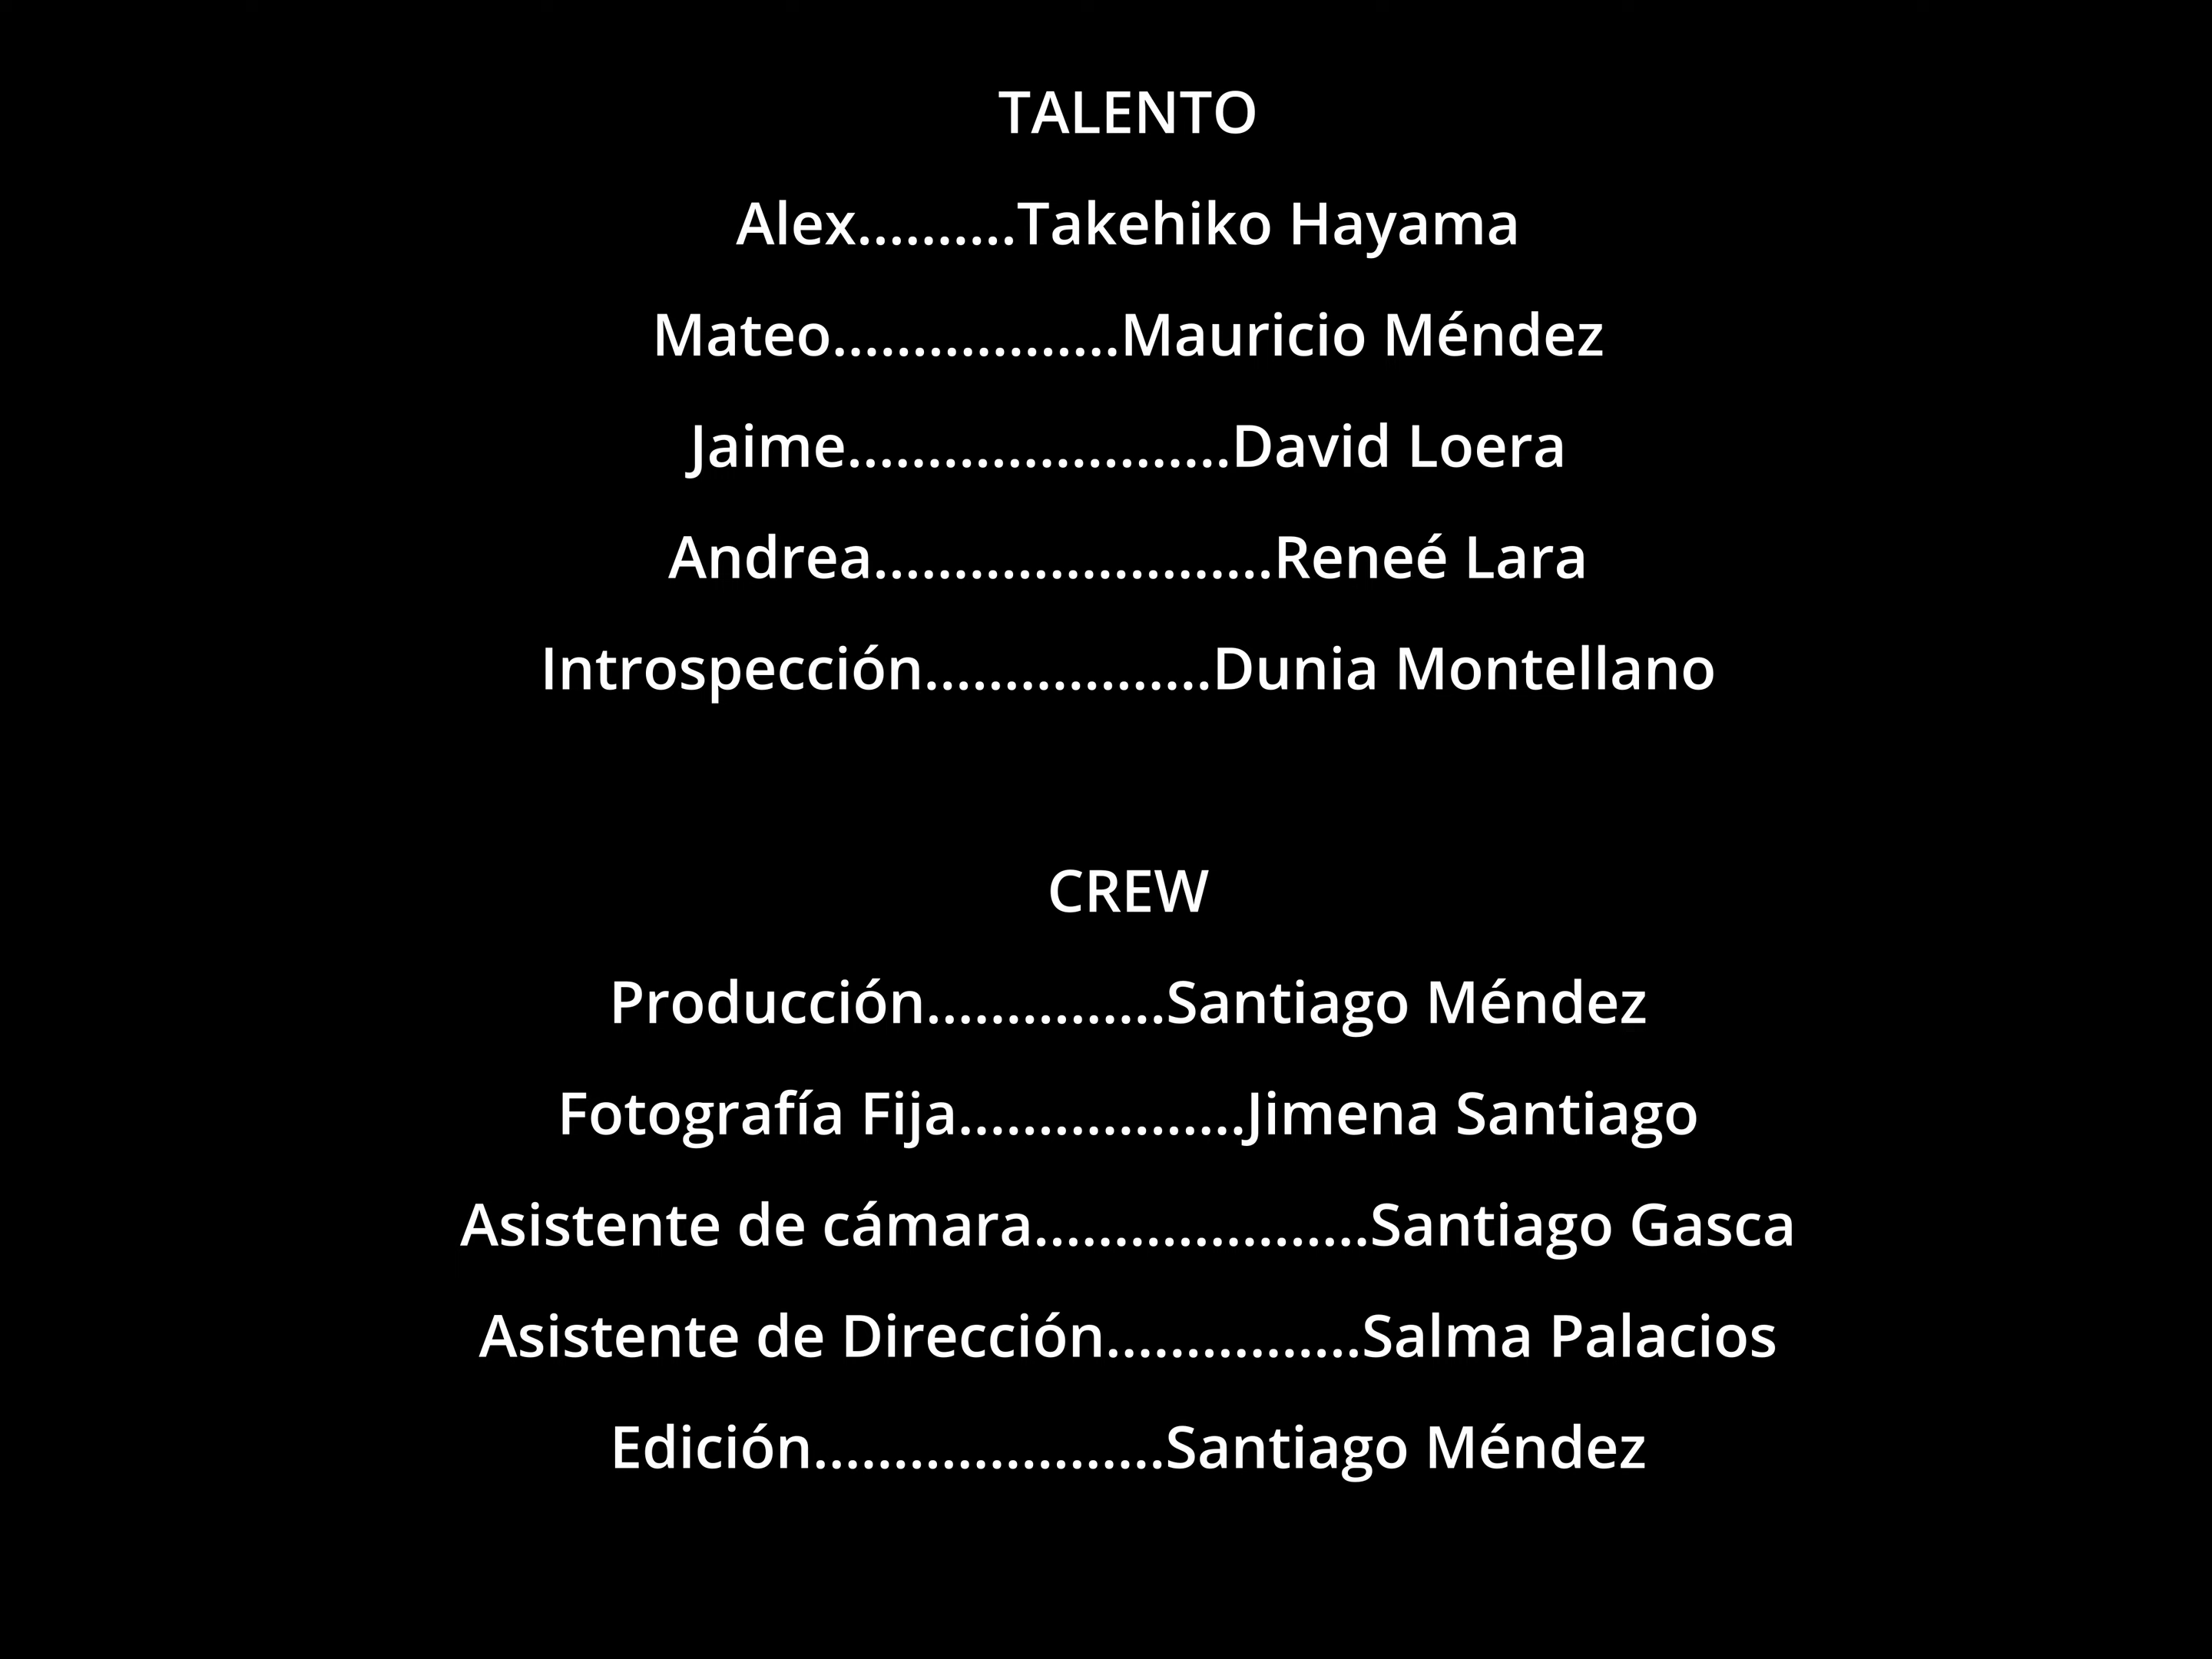 TALENTO
Alex..........Takehiko Hayama
Mateo..................Mauricio Méndez
Jaime........................David Loera
Andrea.........................Reneé Lara
Introspección..................Dunia Montellano
CREW
Producción...............Santiago Méndez
Fotografía Fija..................Jimena Santiago
Asistente de cámara.....................Santiago Gasca
Asistente de Dirección................Salma Palacios
Edición......................Santiago Méndez